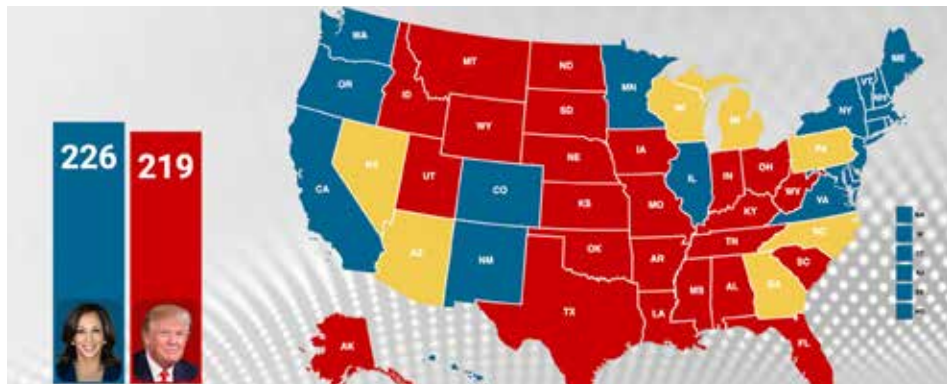 226
219
WA
OR
CA
NV
ID
MT
WY
UT
AZ
CO
NM
ND
SD
NE
KS
OK
TX
MN
IA
MO
AR
LA
WI
IL
MI
IN
OH
KY
TN
MS
AL
GA
FL
SC
NC
VA
WV
PA
NY
VT
NH
ME
AK